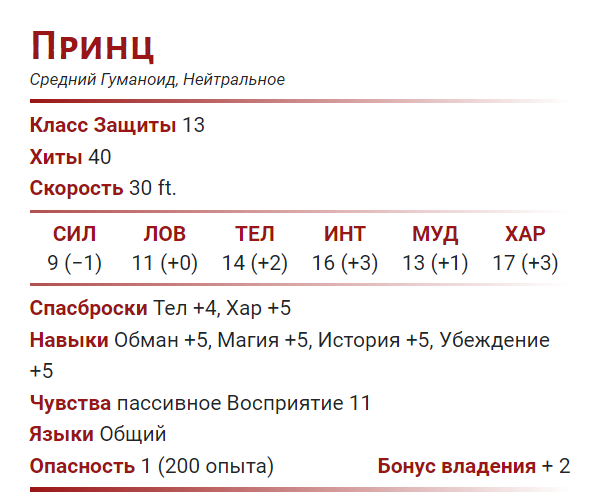 Принц
Средний Гуманоид, Нейтральное
Класс Защиты 13
Хиты 40
Скорость 30 ft.
СИЛ ЛОВ ТЕЛ ИНТ МУД ХАР
9 (−1) 11 (+0) 14 (+2) 16 (+3) 13 (+1) 17 (+3)
Спасброски Тел +4, Хар +5
Навыки Обман +5, Магия +5, История +5, Убеждение
+5
Чувства пассивное Восприятие 11
Языки Общий
Опасность 1 (200 опыта) Бонус владения + 2